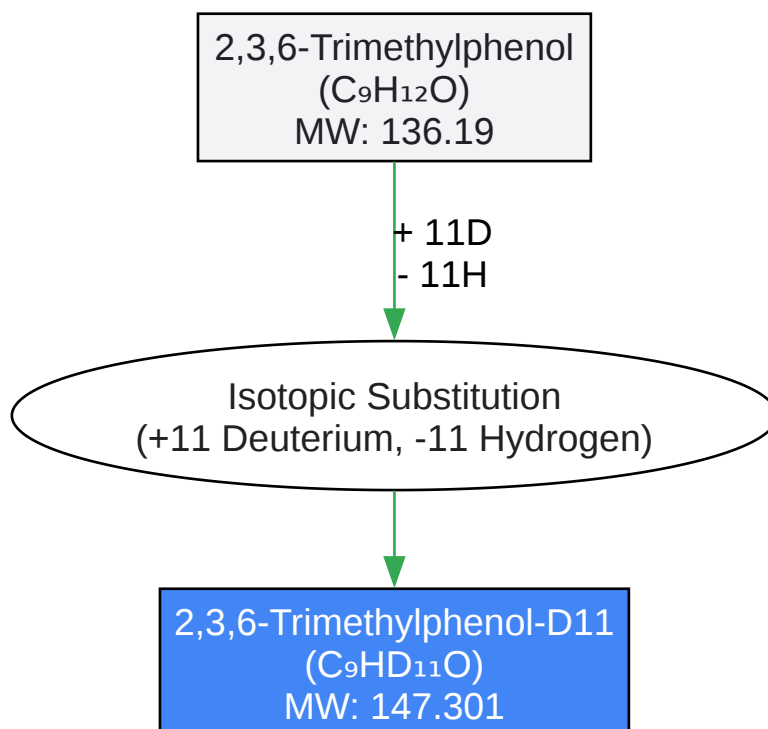 2,3,6-Trimethylphenol
(C₉H₁₂O)
MW: 136.19
+ 11D
- 11H
Isotopic Substitution
(+11 Deuterium, -11 Hydrogen)
2,3,6-Trimethylphenol-D11
(C₉HD₁₁O)
MW: 147.301